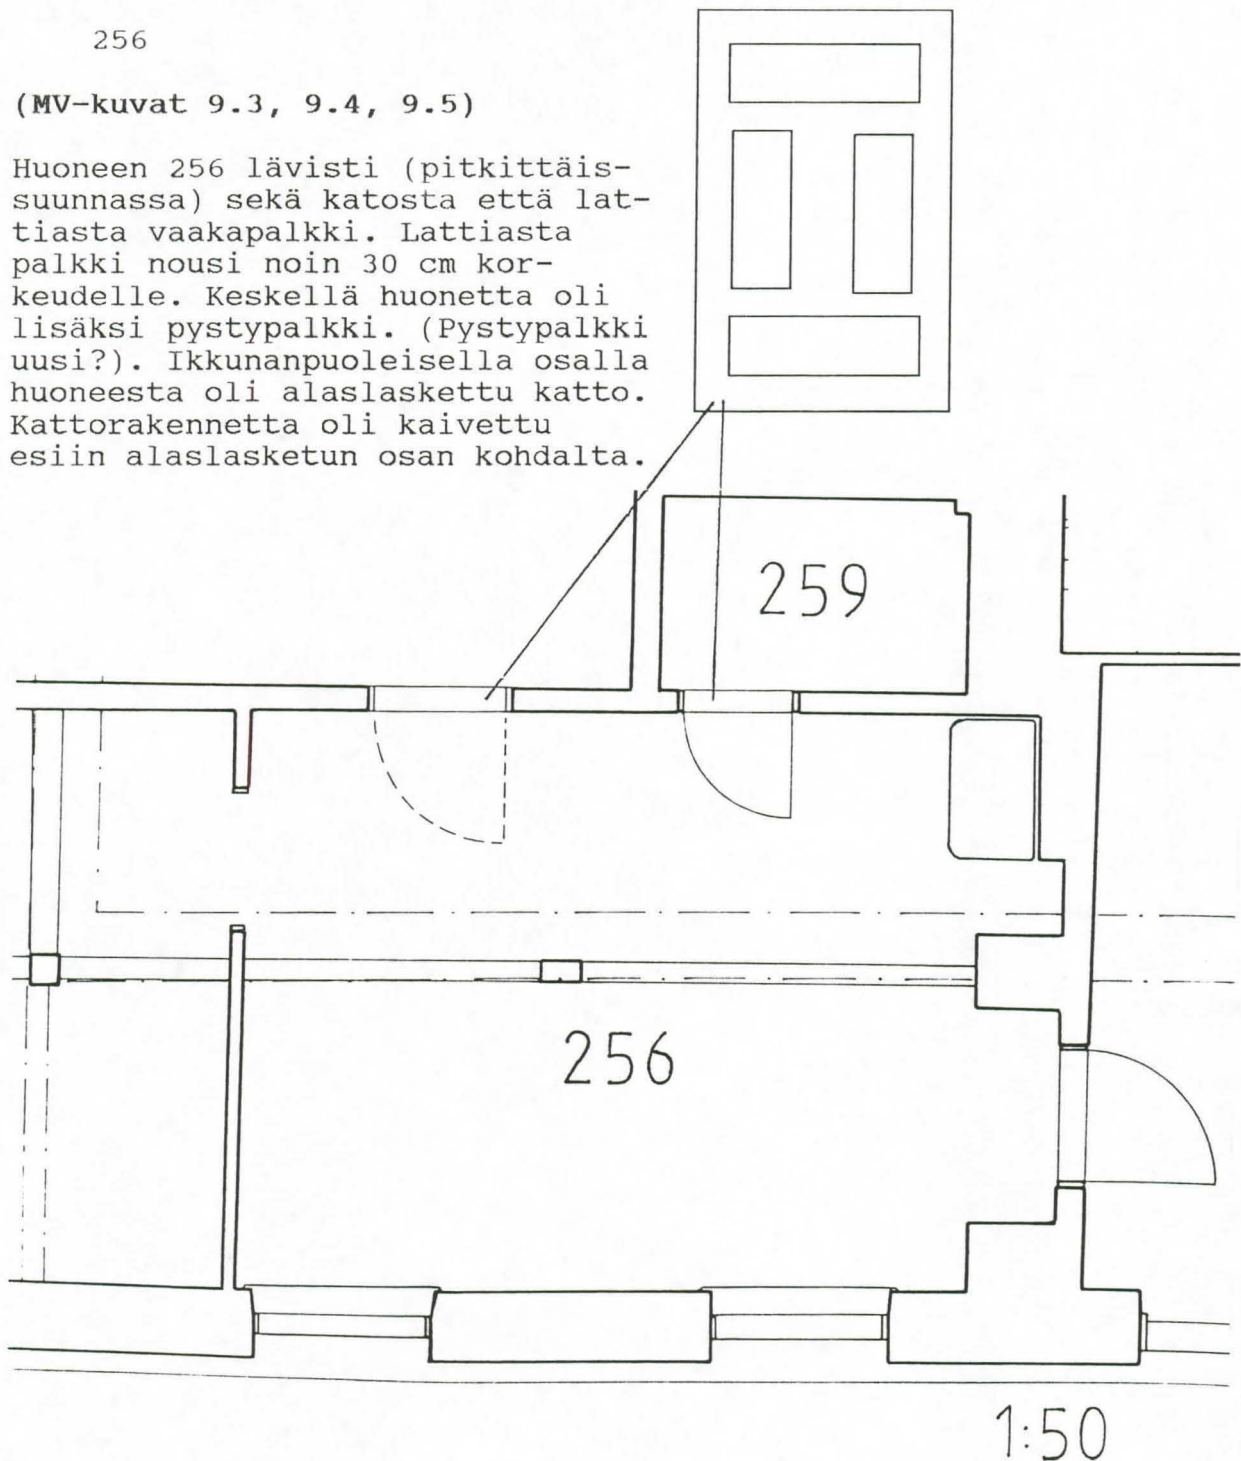 256
(MV-kuvat 9.3, 9.4, 9.5)
Huoneen 256 lävisti (pitkittäis-
suunnassa) sekä katosta että lat-
tiasta vaakapalkki. Lattiasta
palkki nousi noin 30 cm kor-
keudelle. Keskellä huonetta oli
lisäksi pystypalkki. (Pystypalkki
uusi?). Ikkunanpuoleisella osalla
huoneesta oli alaslaskettu katto.
Kattorakennetta oli kaivettu
esiin alaslasketun osan kohdalta.
259
256
1:50